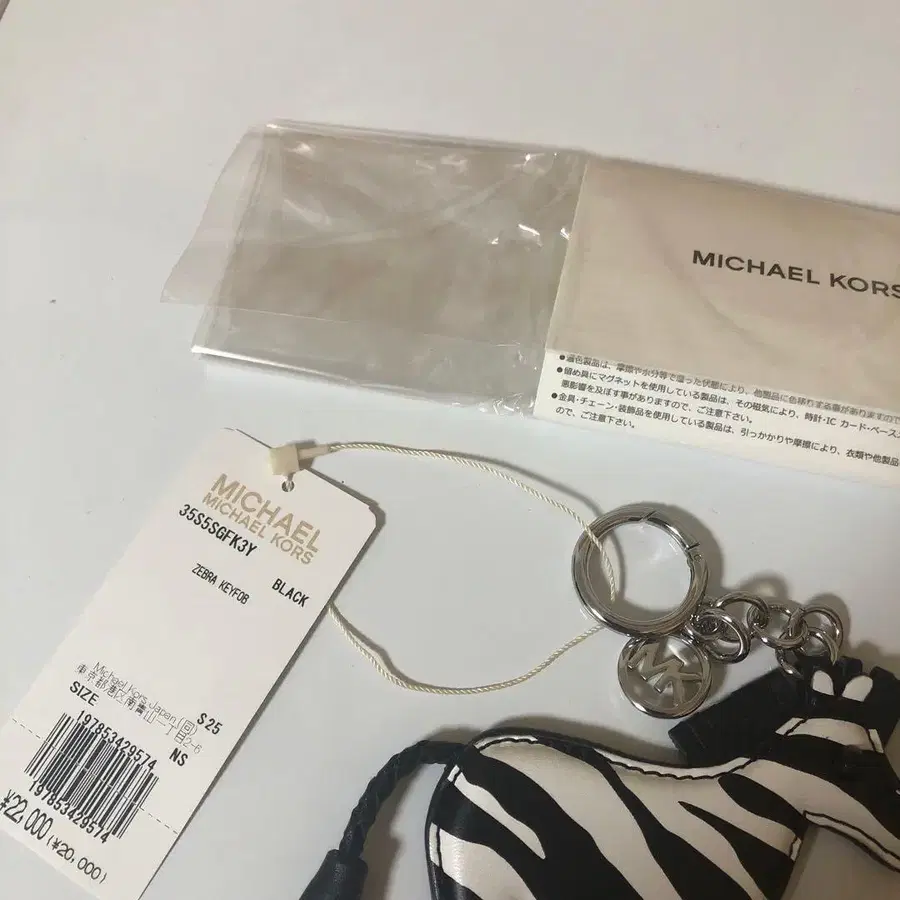 MICHAEL KORS
●着色製品は、摩擦や水分等で湿った状態により、他製品に色移りする事がありますので
●留め具にマグネットを使用している製品は、その磁気により、時計・IC カード・ペース
悪影響を及ぼす事がありますので、ご注意下さい。
●金具・チェーン・装飾品を使用している製品は、引っかかりや摩擦により、衣類や他製品
ので、ご注意下さい。
MICHAEL
MICHAEL KORS
35S5SGFK3Y
BLACK
ZEBRA KEYFOB
Michael Kors Japan (同)
東京都港区南青山一丁目2-6
SIZE
S25
NS
197853429574
197853429574
¥22,000 (¥20,000)
MK